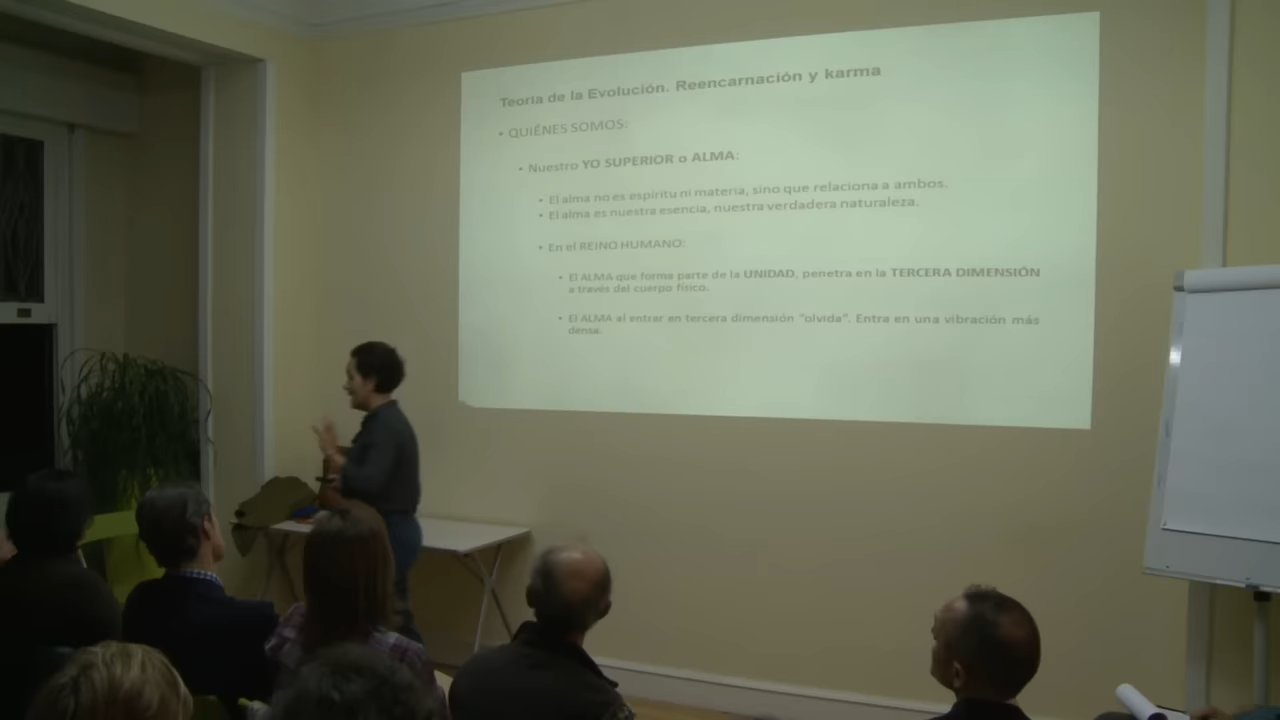 Teoría de la Evolución. Reencarnación y karma
• QUIÉNES SOMOS:
• Nuestro YO SUPERIOR o ALMA:
• El alma no es espíritu ni materia, sino que relaciona a ambos.
• El alma es nuestra esencia, nuestra verdadera naturaleza.
• En el REINO HUMANO:
• El ALMA que forma parte de la UNIDAD, penetra en la TERCERA DIMENSIÓN
a través del cuerpo físico.
• El ALMA al entrar en tercera dimensión "olvida". Entra en una vibración más
densa.